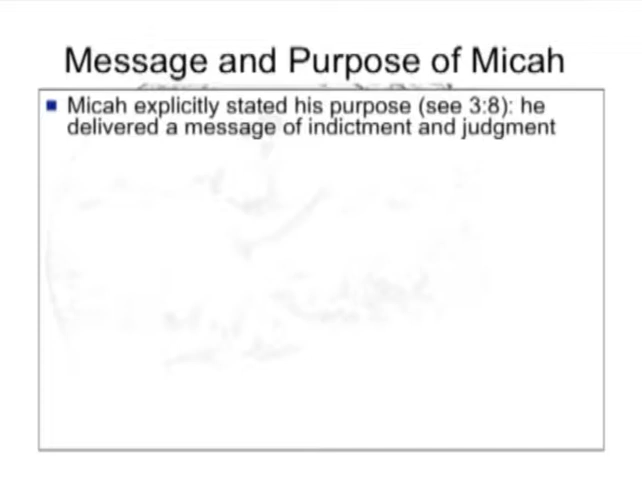 Message and Purpose of Micah
Micah explicitly stated his purpose (see 3:8): he
delivered a message of indictment and judgment